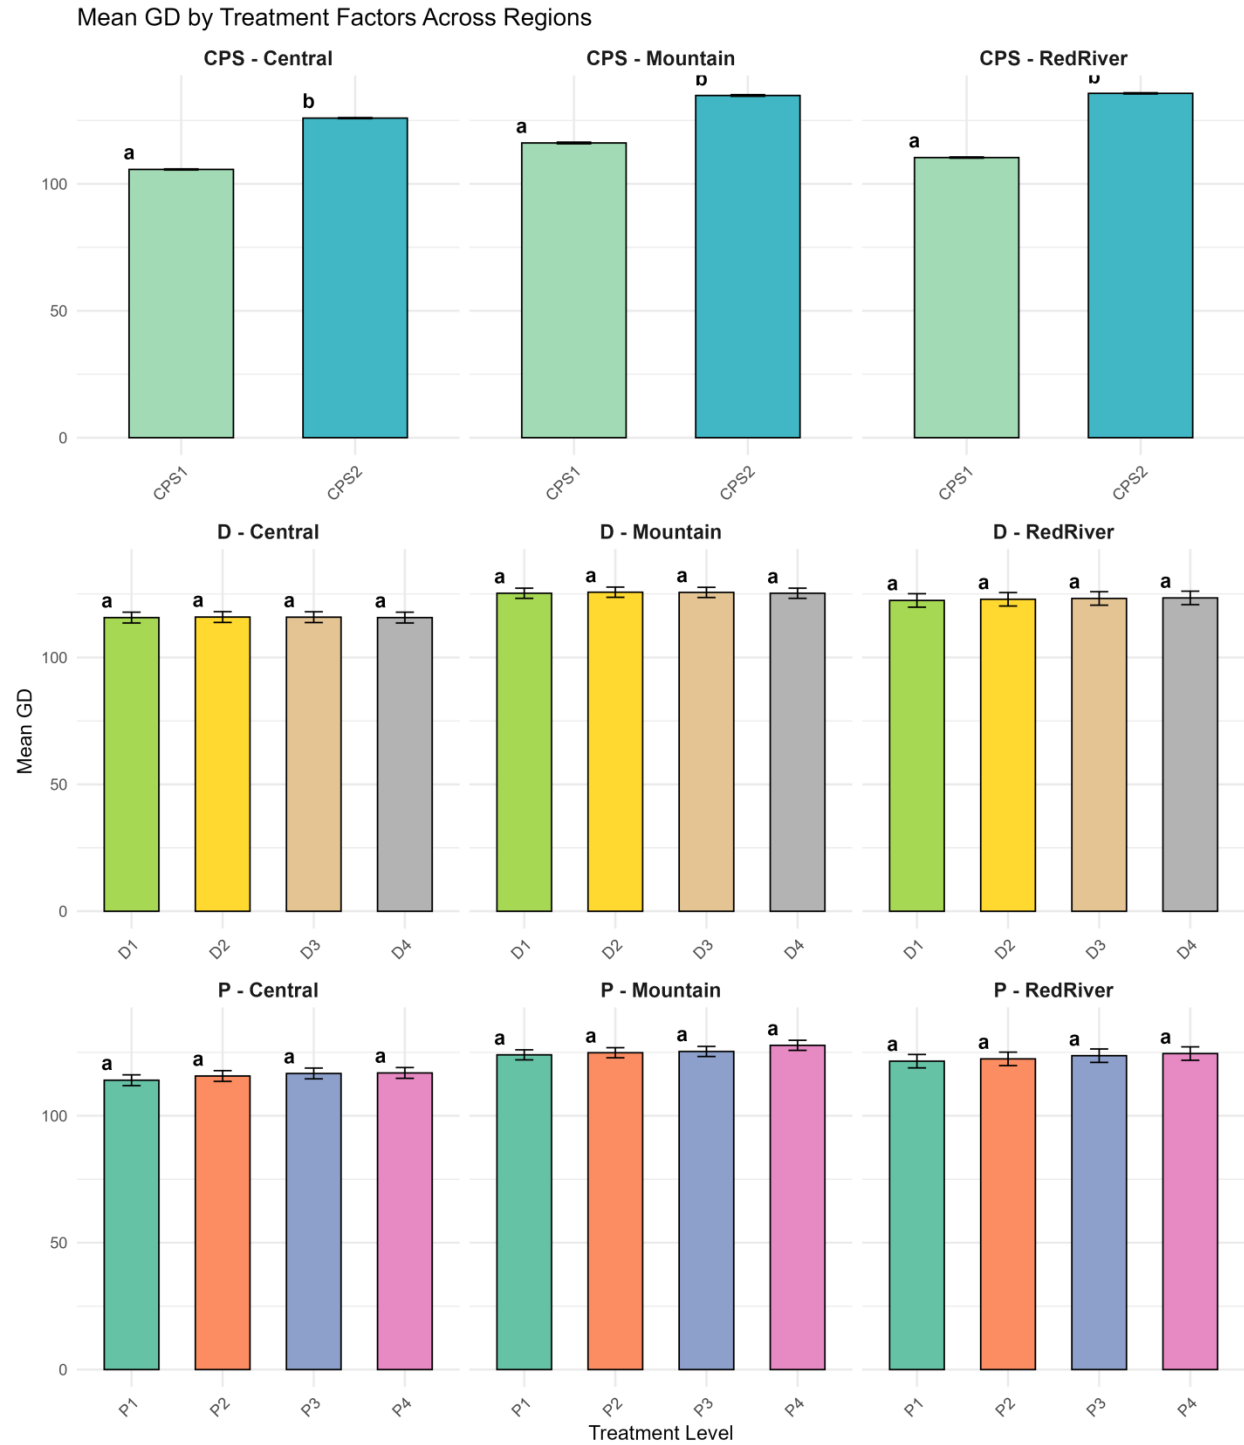 Mean GD by Treatment Factors Across Regions
CPS - Central
CPS - Mountain
CPS - RedRiver
a
b
a
b
a
b
100
50
0
CPS1
CPS2
CPS1
CPS2
CPS1
CPS2
D - Central
D - Mountain
D - RedRiver
a
a
a
a
a
a
a
a
a
a
a
a
100
50
0
D1
D2
D3
D4
D1
D2
D3
D4
D1
D2
D3
D4
Mean GD
P - Central
P - Mountain
P - RedRiver
a
a
a
a
a
a
a
a
a
a
a
a
100
50
0
P1
P2
P3
P4
P1
P2
P3
P4
P1
P2
P3
P4
Treatment Level